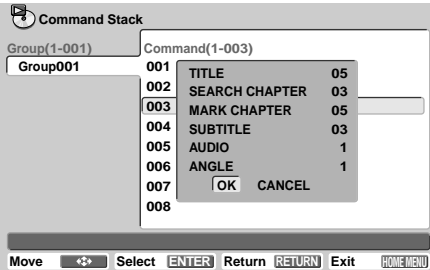 Command Stack
Group(1-001) Command(1-003)
Group001
001
002
003
004
005
006
007
008
TITLE 05
SEARCH CHAPTER 03
MARK CHAPTER 05
SUBTITLE 03
AUDIO 1
ANGLE 1
OK CANCEL
Move Select ENTER Return RETURN Exit HOME MENU